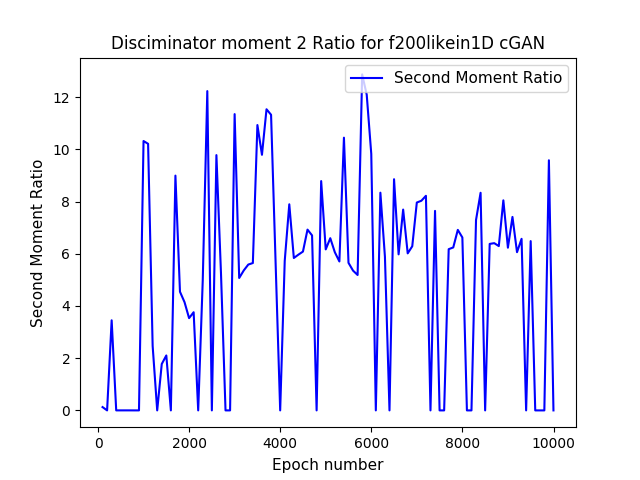 Disciminator moment 2 Ratio for f200likein1D cGAN
Second Moment Ratio
Second Moment Ratio
12
10
8
6
4
2
0
0 2000 4000 6000 8000 10000
Epoch number